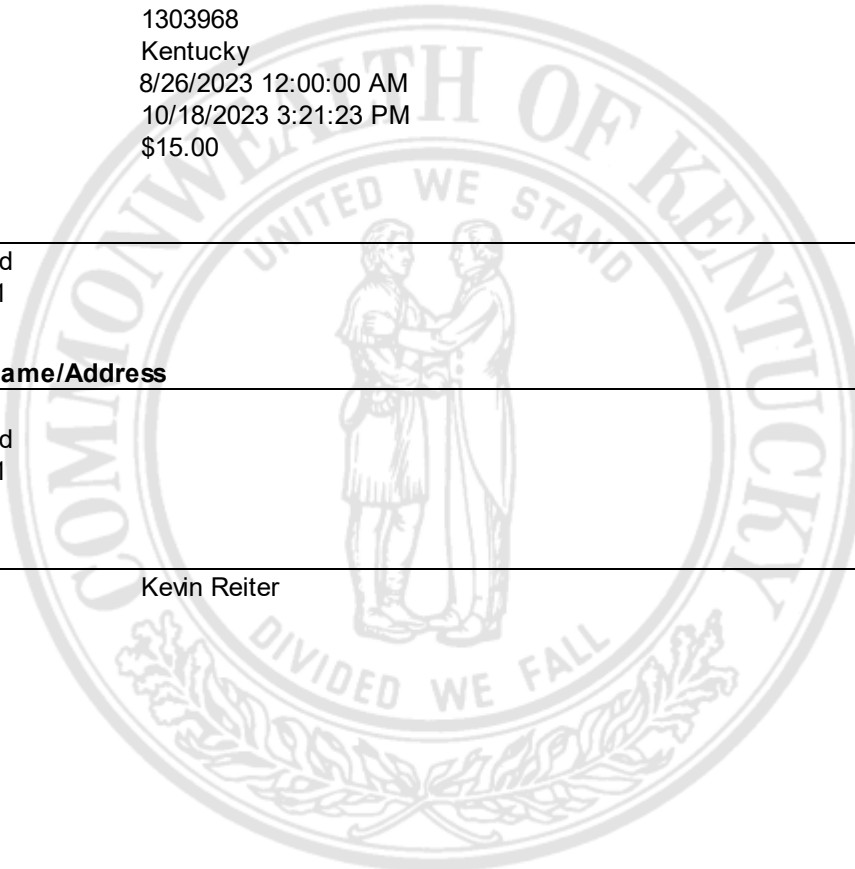 1303968
Kentucky
8/26/2023 12:00:00 AM
10/18/2023 3:21:23 PM
$15.00
COMMONWEALTH OF KENTUCKY
UNITED WE STAND
d
ame/Address
d
Kevin Reiter
DIVIDED WE FALL